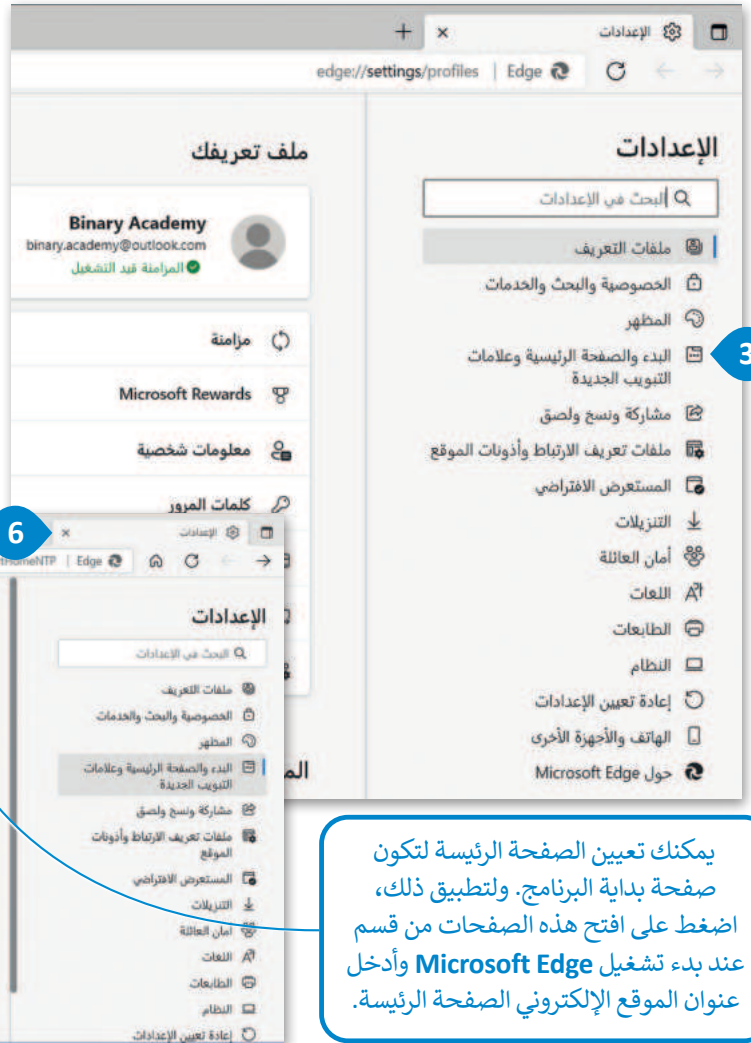 الإعدادات
edge://settings/profiles | Edge
الإعدادات
البحث في الإعدادات
ملفات التعريف
الخصوصية والبحث والخدمات
المظهر
3
البدء والصفحة الرئيسية وعلامات
التبويب الجديدة
مشاركة ونسخ ولصق
ملفات تعريف الارتباط وأذونات الموقع
المستعرض الافتراضي
التنزيلات
أمان العائلة
اللغات
الطابعات
النظام
إعادة تعيين الإعدادات
الهاتف والأجهزة الأخرى
حول Microsoft Edge
ملف تعريفك
Binary Academy
binary.academy@outlook.com
المزامنة قيد التشغيل
مزامنة
Microsoft Rewards
معلومات شخصية
كلمات المرور
6
الإعدادات
HomeNTP | Edge
الإعدادات
البحث في الإعدادات
ملفات التعريف
الخصوصية والبحث والخدمات
المظهر
البدء والصفحة الرئيسية وعلامات
التبويب الجديدة
مشاركة ونسخ ولصق
ملفات تعريف الارتباط وأذونات
الموقع
المستعرض الافتراضي
التنزيلات
أمان العائلة
اللغات
الطابعات
النظام
إعادة تعيين الإعدادات
يمكنك تعيين الصفحة الرئيسة لتكون
صفحة بداية البرنامج. ولتطبيق ذلك،
اضغط على افتح هذه الصفحات من قسم
عند بدء تشغيل Microsoft Edge وأدخل
عنوان الموقع الإلكتروني الصفحة الرئيسة.